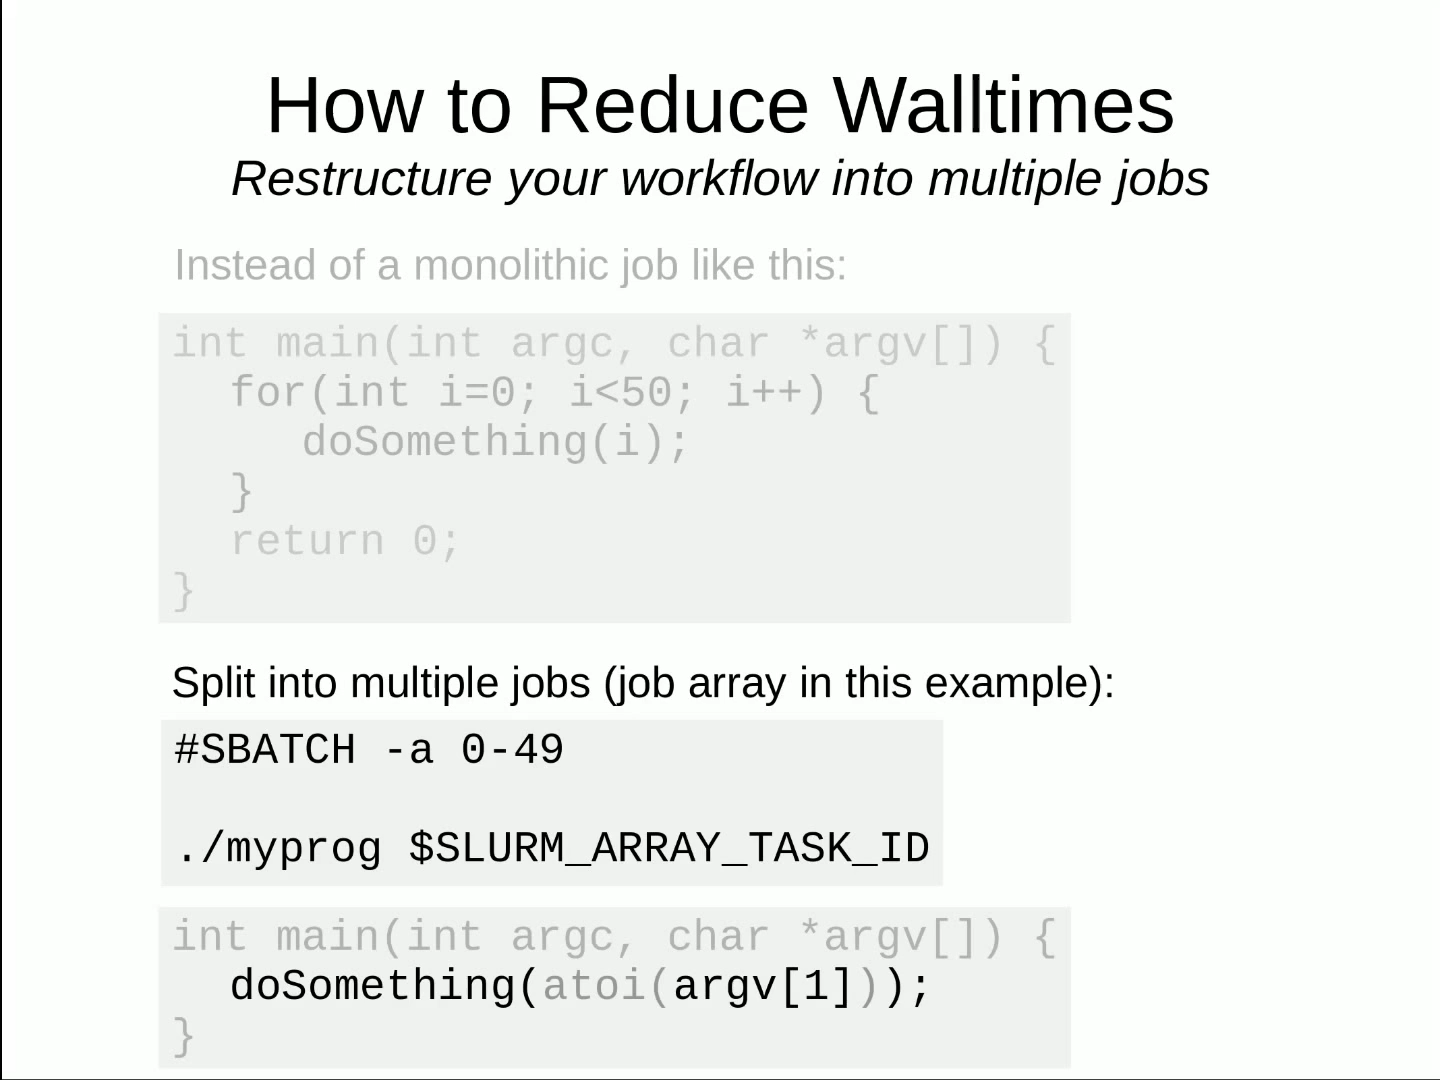 How to Reduce Walltimes
Restructure your workflow into multiple jobs
Instead of a monolithic job like this:
int main(int argc, char *argv[]) {
for(int i=0; i<50; i++) {
doSomething(i);
}
return 0;
}
Split into multiple jobs (job array in this example):
#SBATCH -a 0-49
./myprog $SLURM_ARRAY_TASK_ID
int main(int argc, char *argv[]) {
doSomething(atoi(argv[1]));
}